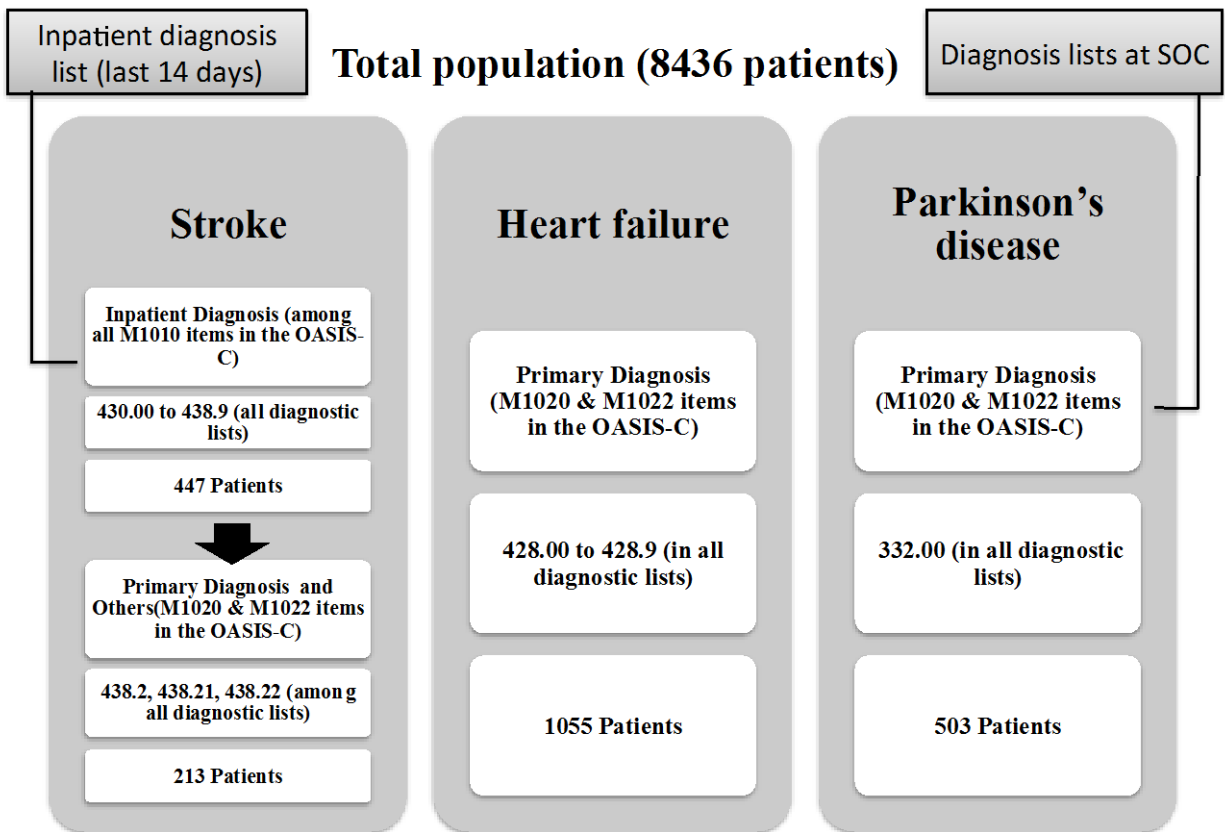 Inpatient diagnosis
list (last 14 days)
Total population (8436 patients)
Diagnosis lists at SOC
Stroke
Inpatient Diagnosis (among
all M1010 items in the OASIS-
C)
430.00 to 438.9 (all diagnostic
lists)
447 Patients
Primary Diagnosis and
Others(M1020 & M1022 items
in the OASIS-C)
438.2, 438.21, 438.22 (among
all diagnostic lists)
213 Patients
Heart failure
Primary Diagnosis
(M1020 & M1022 items
in the OASIS-C)
428.00 to 428.9 (in all
diagnostic lists)
1055 Patients
Parkinson’s
disease
Primary Diagnosis
(M1020 & M1022 items
in the OASIS-C)
332.00 (in all diagnostic
lists)
503 Patients